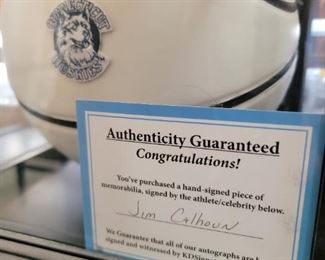 CONNECTICUT
HUSKIES
Authenticity Guaranteed
Congratulations!
You've purchased a hand-signed piece of
memorabilia, signed by the athlete/celebrity below.
Jim Calhoun
We Guarantee that all of our autographs are
signed and witnessed by